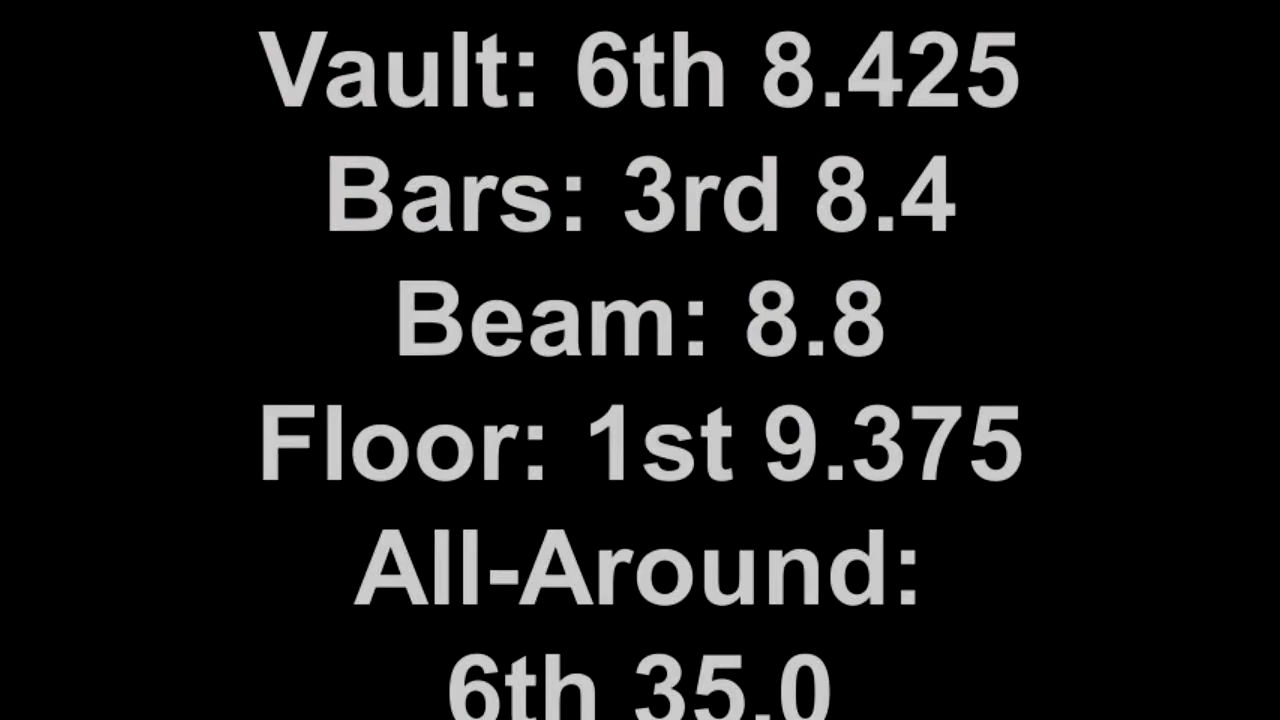 Vault: 6th 8.425
Bars: 3rd 8.4
Beam: 8.8
Floor: 1st 9.375
All-Around:
6th 35.0